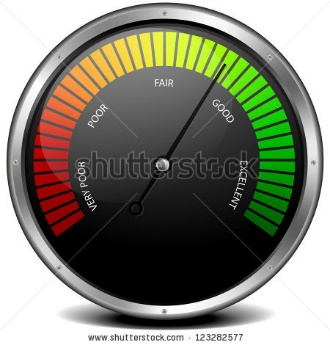 VERY POOR
POOR
FAIR
GOOD
EXCELLENT
shutterstock
www.shutterstock.com · 123282577